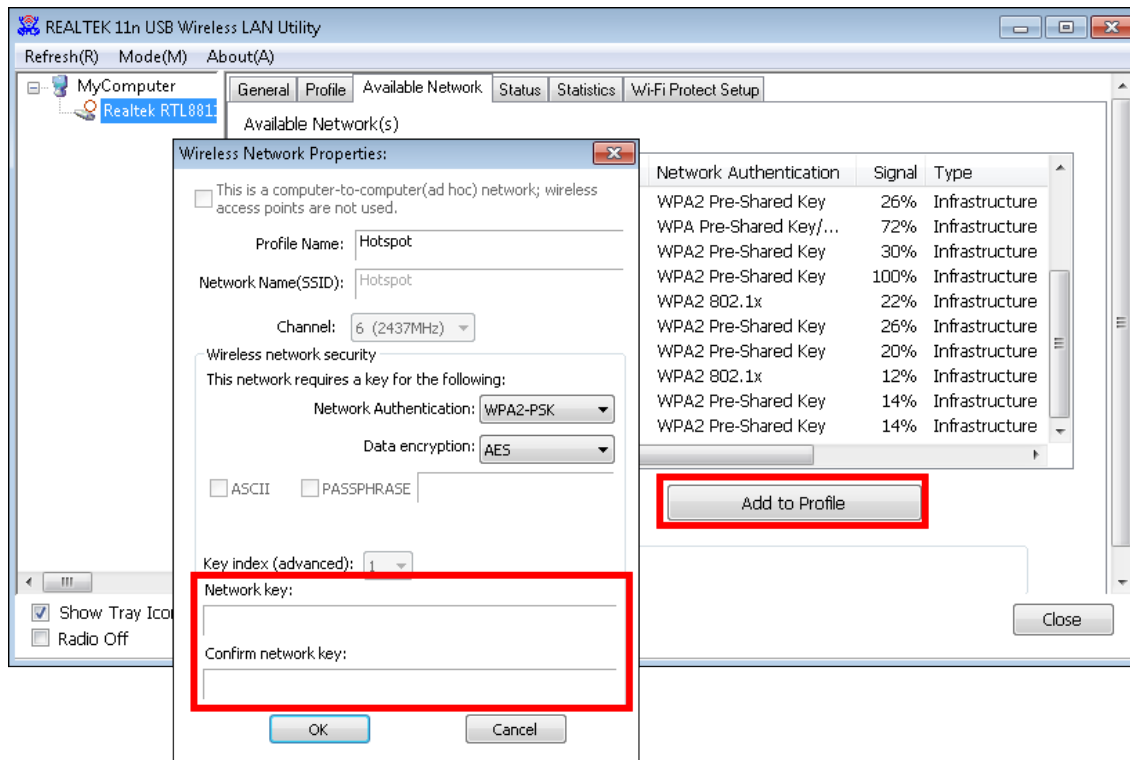 REALTEK 11n USB Wireless LAN Utility
Refresh(R) Mode(M) About(A)
MyComputer
Realtek RTL881
General Profile Available Network Status Statistics Wi-Fi Protect Setup
Available Network(s)
Wireless Network Properties:
This is a computer-to-computer(ad hoc) network; wireless
access points are not used.
Profile Name: Hotspot
Network Name(SSID): Hotspot
Channel: 6 (2437MHz)
Wireless network security
This network requires a key for the following:
Network Authentication: WPA2-PSK
Data encryption: AES
ASCII PASSPHRASE
Key index (advanced): 1
Network key:
Confirm network key:
OK Cancel
Network Authentication Signal Type
WPA2 Pre-Shared Key 26% Infrastructure
WPA Pre-Shared Key/... 72% Infrastructure
WPA2 Pre-Shared Key 30% Infrastructure
WPA2 Pre-Shared Key 100% Infrastructure
WPA2 802.1x 22% Infrastructure
WPA2 Pre-Shared Key 26% Infrastructure
WPA2 Pre-Shared Key 20% Infrastructure
WPA2 802.1x 12% Infrastructure
WPA2 Pre-Shared Key 14% Infrastructure
WPA2 Pre-Shared Key 14% Infrastructure
Add to Profile
Show Tray Ico
Radio Off
Close